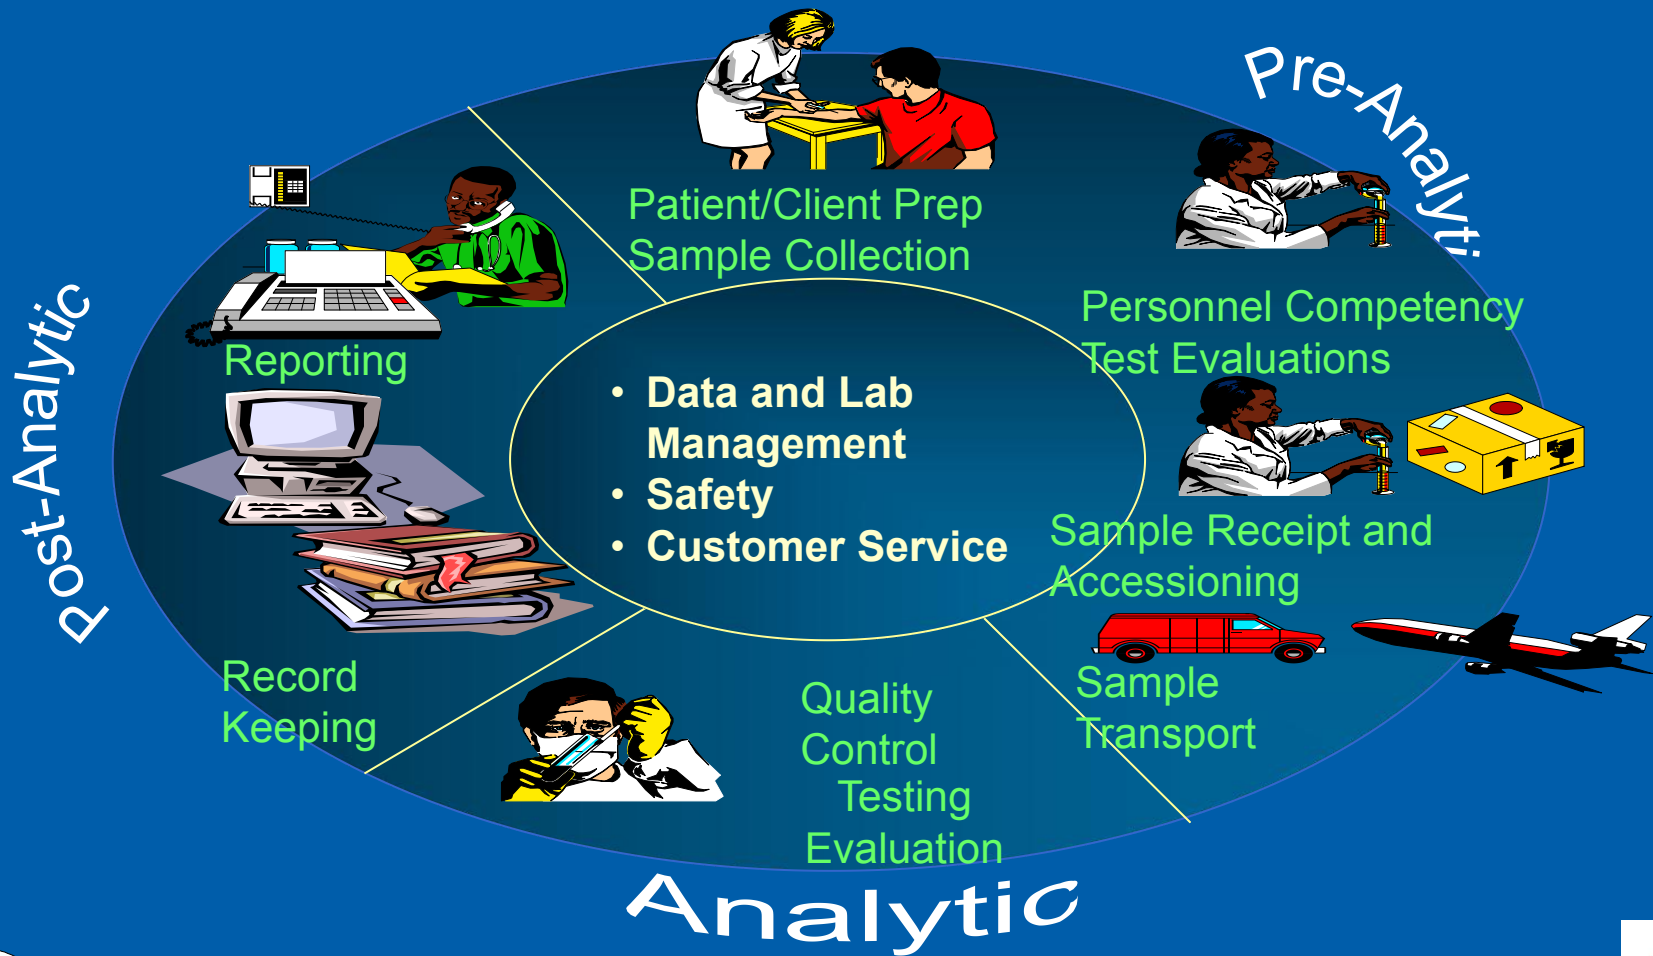 Pre-Analyti
Patient/Client Prep
Sample Collection
Personnel Competency
Test Evaluations
Sample Receipt and
Accessioning
Sample
Transport
Analytic
Quality
Control
Testing
Evaluation
Post-Analytic
Reporting
Record
Keeping
• Data and Lab
Management
• Safety
• Customer Service